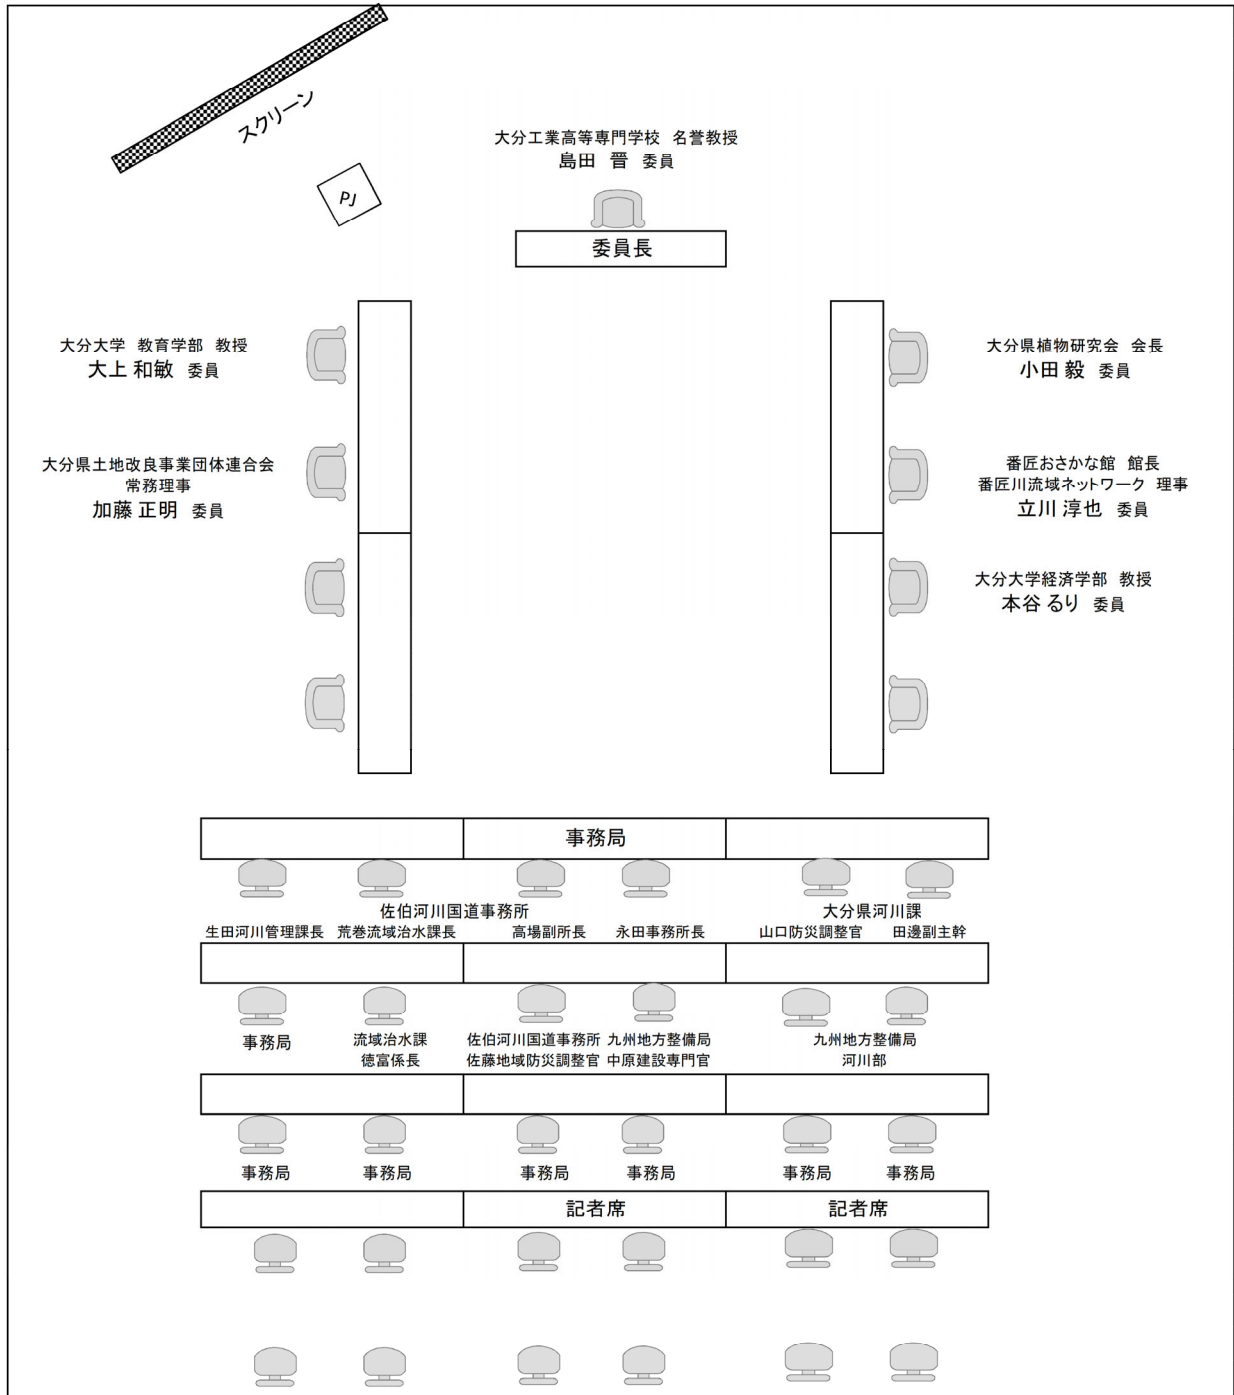 スクリーン
PJ
大分工業高等専門学校 名誉教授
島田 晋 委員
委員長
大分大学 教育学部 教授
大上 和敏 委員
大分県植物研究会 会長
小田 毅 委員
大分県土地改良事業団体連合会
常務理事
加藤 正明 委員
番匠おさかな館 館長
番匠川流域ネットワーク 理事
立川 淳也 委員
大分大学経済学部 教授
本谷 るり 委員
事務局
佐伯河川国道事務所
大分県河川課
生田河川管理課長 荒巻流域治水課長 高場副所長 永田事務所長 山口防災調整官 田邊副主幹
事務局
流域治水課
徳富係長
佐伯河川国道事務所
佐藤地域防災調整官
九州地方整備局
中原建設専門官
九州地方整備局
河川部
事務局 事務局 事務局 事務局 事務局 事務局
記者席 記者席